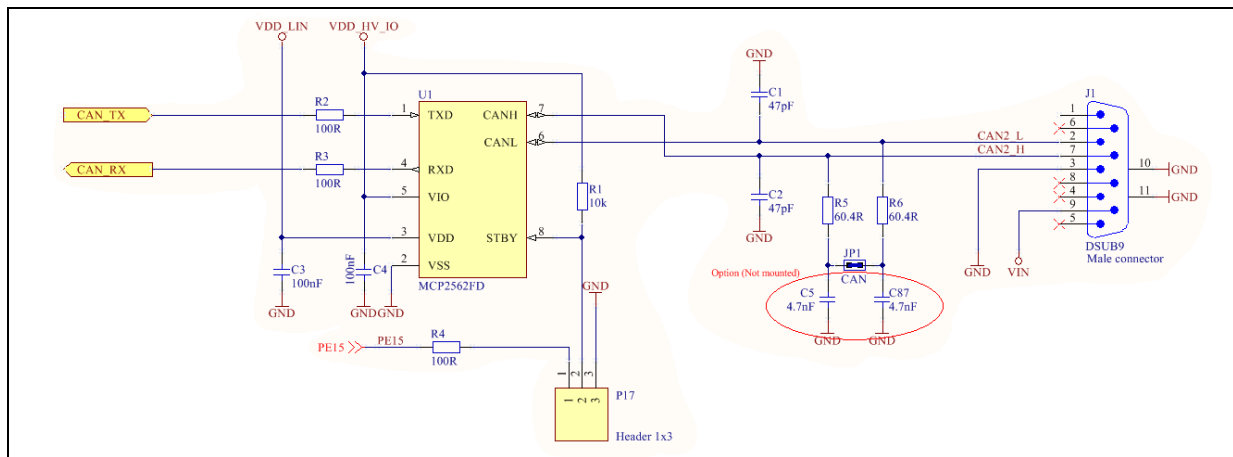 VDD_LIN
VDD_HV_IO
CAN_TX
CAN_RX
R2
100R
R3
100R
U1
1
TXD
4
RXD
5
VIO
3
VDD
2
VSS
CANH
7
CANL
6
STBY
8
MCP2562FD
R1
10k
C3
100nF
GND
C4
100nF
GND
GND
PE15
PE15
R4
100R
GND
1
2
3
1
2
3
P17
Header 1x3
GND
C1
47pF
C2
47pF
GND
R5
60.4R
R6
60.4R
JP1
CAN
Option (Not mounted)
C5
4.7nF
C87
4.7nF
GND
GND
CAN2_L
CAN2_H
J1
1
6
2
7
3
8
4
9
5
10
GND
11
GND
GND
VIN
DSUB9
Male connector